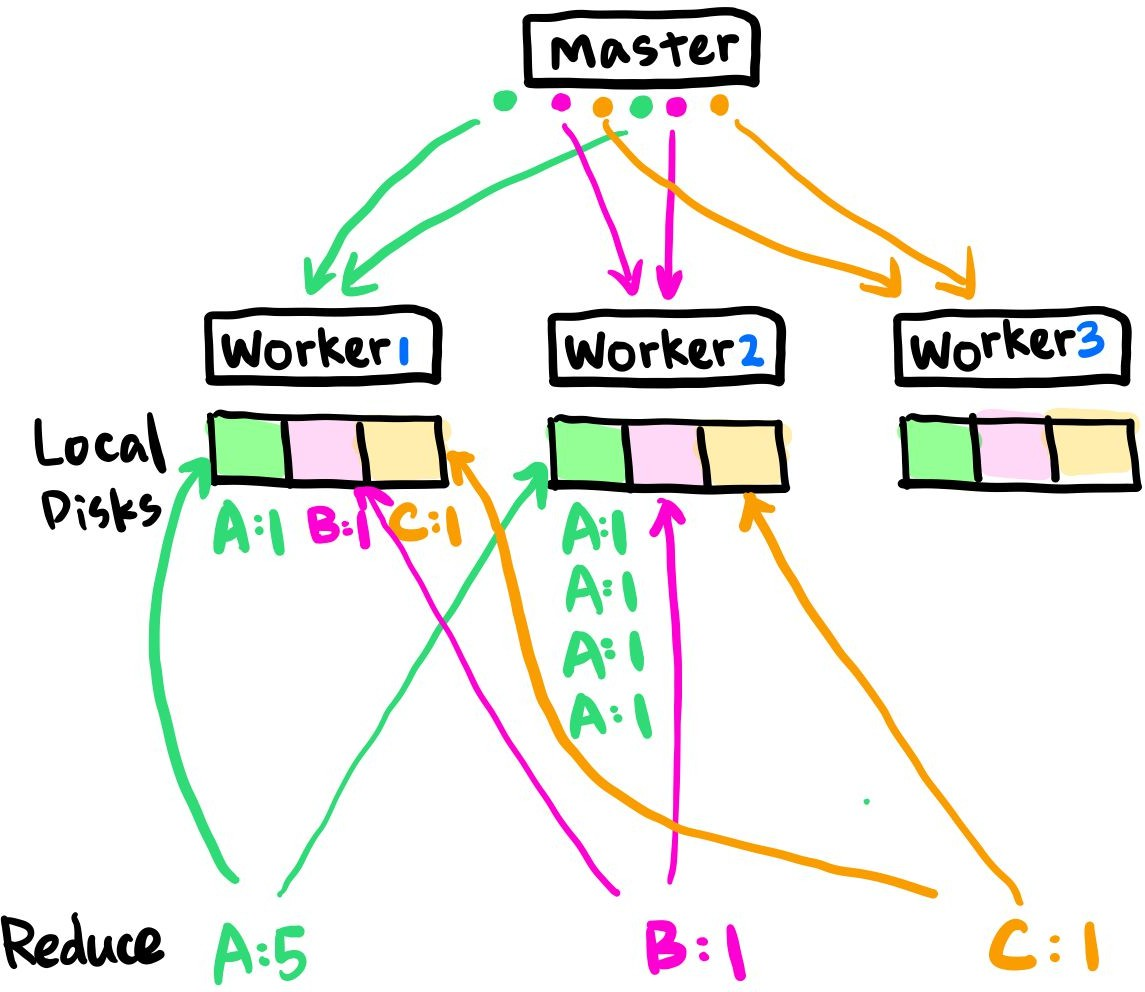 Master
Worker1
Worker2
Worker3
Local
Disks
A:1 B:1 C:1
A:1
A:1
A:1
A:1
Reduce
A:5
B:1
C:1